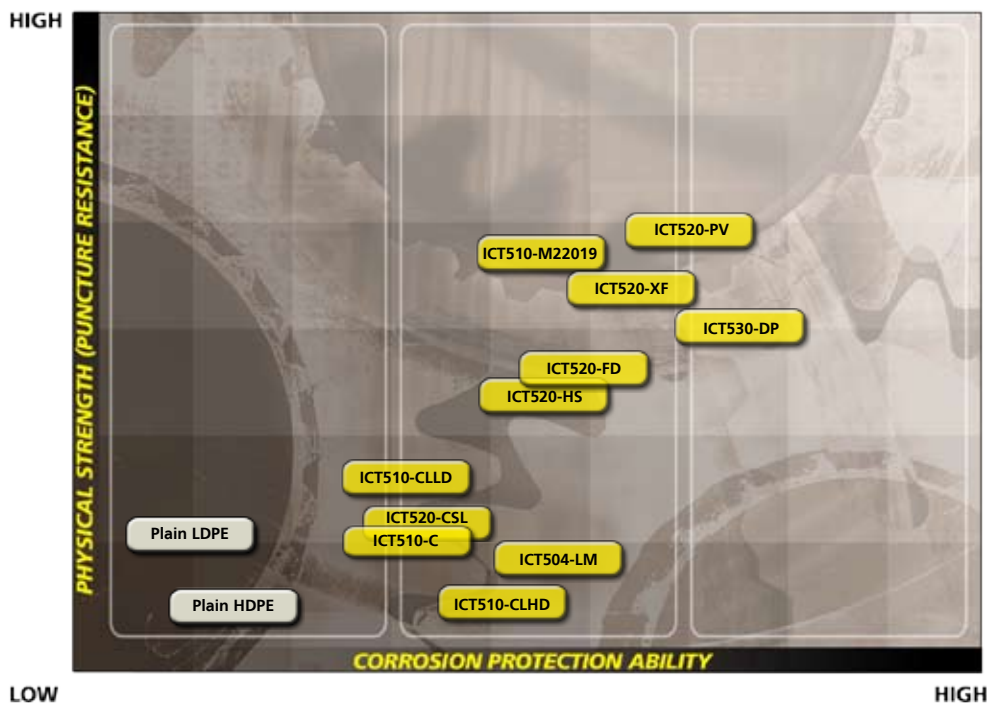 HIGH
PHYSICAL STRENGTH (PUNCTURE RESISTANCE)
ICT520-PV
ICT510-M22019
ICT520-XF
ICT530-DP
ICT520-FD
ICT520-HS
ICT510-CLLD
ICT520-CSL
Plain LDPE
ICT510-C
ICT504-LM
Plain HDPE
ICT510-CLHD
CORROSION PROTECTION ABILITY
LOW
HIGH